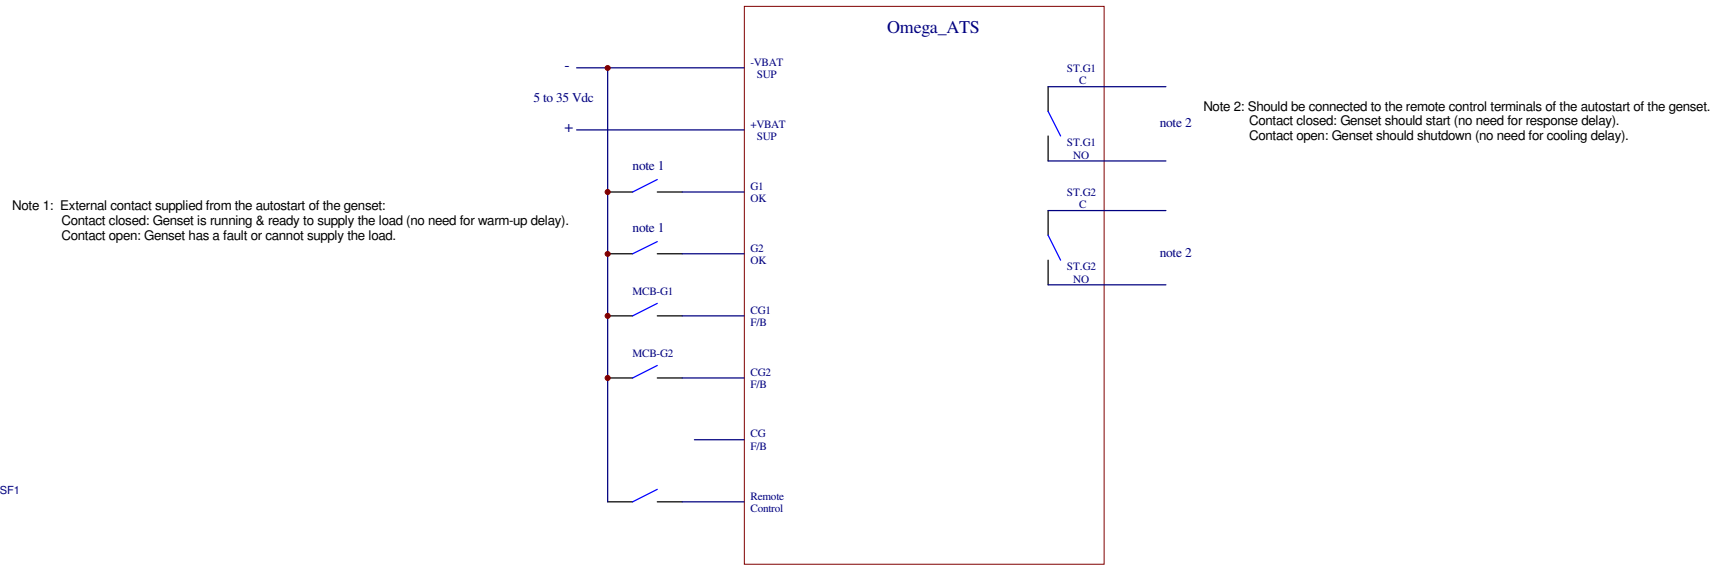 Omega_ATS
-
-VBAT
SUP
5 to 35 Vdc
+
+VBAT
SUP
note 1
G1
OK
note 1
G2
OK
MCB-G1
CG1
F/B
MCB-G2
CG2
F/B
CG
F/B
Remote
Control
ST.G1
C
ST.G1
NO
note 2
ST.G2
C
ST.G2
NO
note 2
Note 1: External contact supplied from the autostart of the genset:
Contact closed: Genset is running & ready to supply the load (no need for warm-up delay).
Contact open: Genset has a fault or cannot supply the load.
Note 2: Should be connected to the remote control terminals of the autostart of the genset.
Contact closed: Genset should start (no need for response delay).
Contact open: Genset should shutdown (no need for cooling delay).
SF1